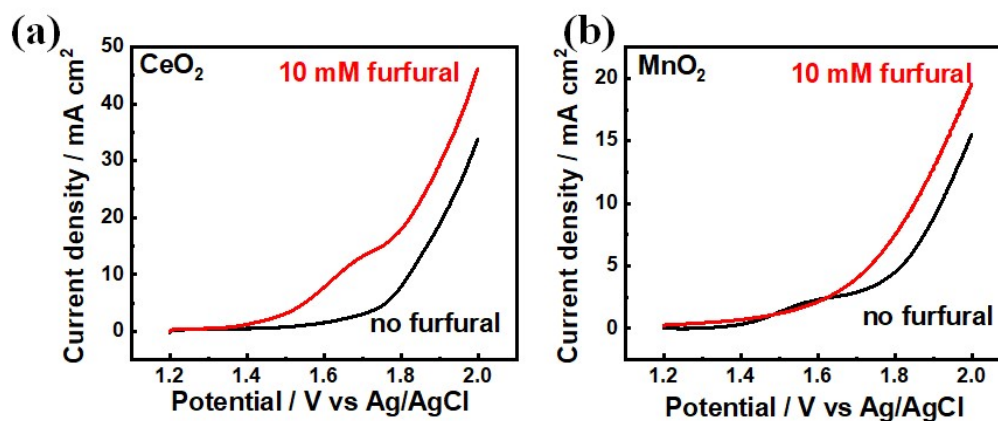 (a)
CeO₂
10 mM furfural
no furfural
Current density / mA cm²
50
40
30
20
10
0
1.2 1.4 1.6 1.8 2.0
Potential / V vs Ag/AgCl
(b)
MnO₂
10 mM furfural
no furfural
Current density / mA cm²
20
15
10
5
0
1.2 1.4 1.6 1.8 2.0
Potential / V vs Ag/AgCl